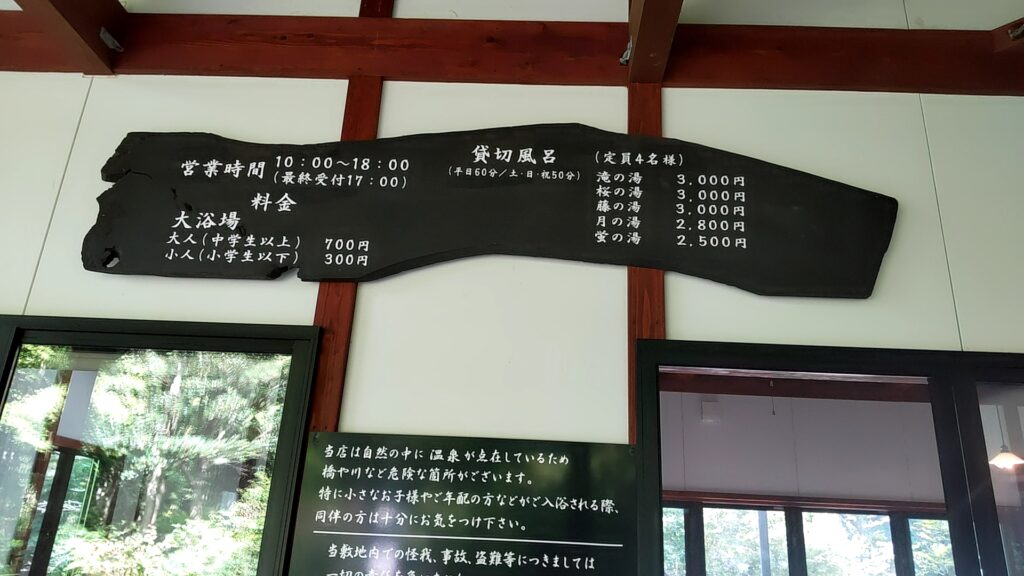 営業時間 10：00～18：00
(最終受付17：00)
料金
大浴場
大人(中学生以上) 700円
小人(小学生以下) 300円
貸切風呂 (定員4名様)
(平日60分／土・日・祝50分)
滝の湯 3,000円
桜の湯 3,000円
藤の湯 3,000円
月の湯 2,800円
蛍の湯 2,500円
当店は自然の中に温泉が点在しているため
橋や川など危険な箇所がございます。
特に小さなお子様やご年配の方などがご入浴される際、
同伴の方は十分にお気をつけ下さい。
当敷地内での怪我、事故、盗難等につきましては